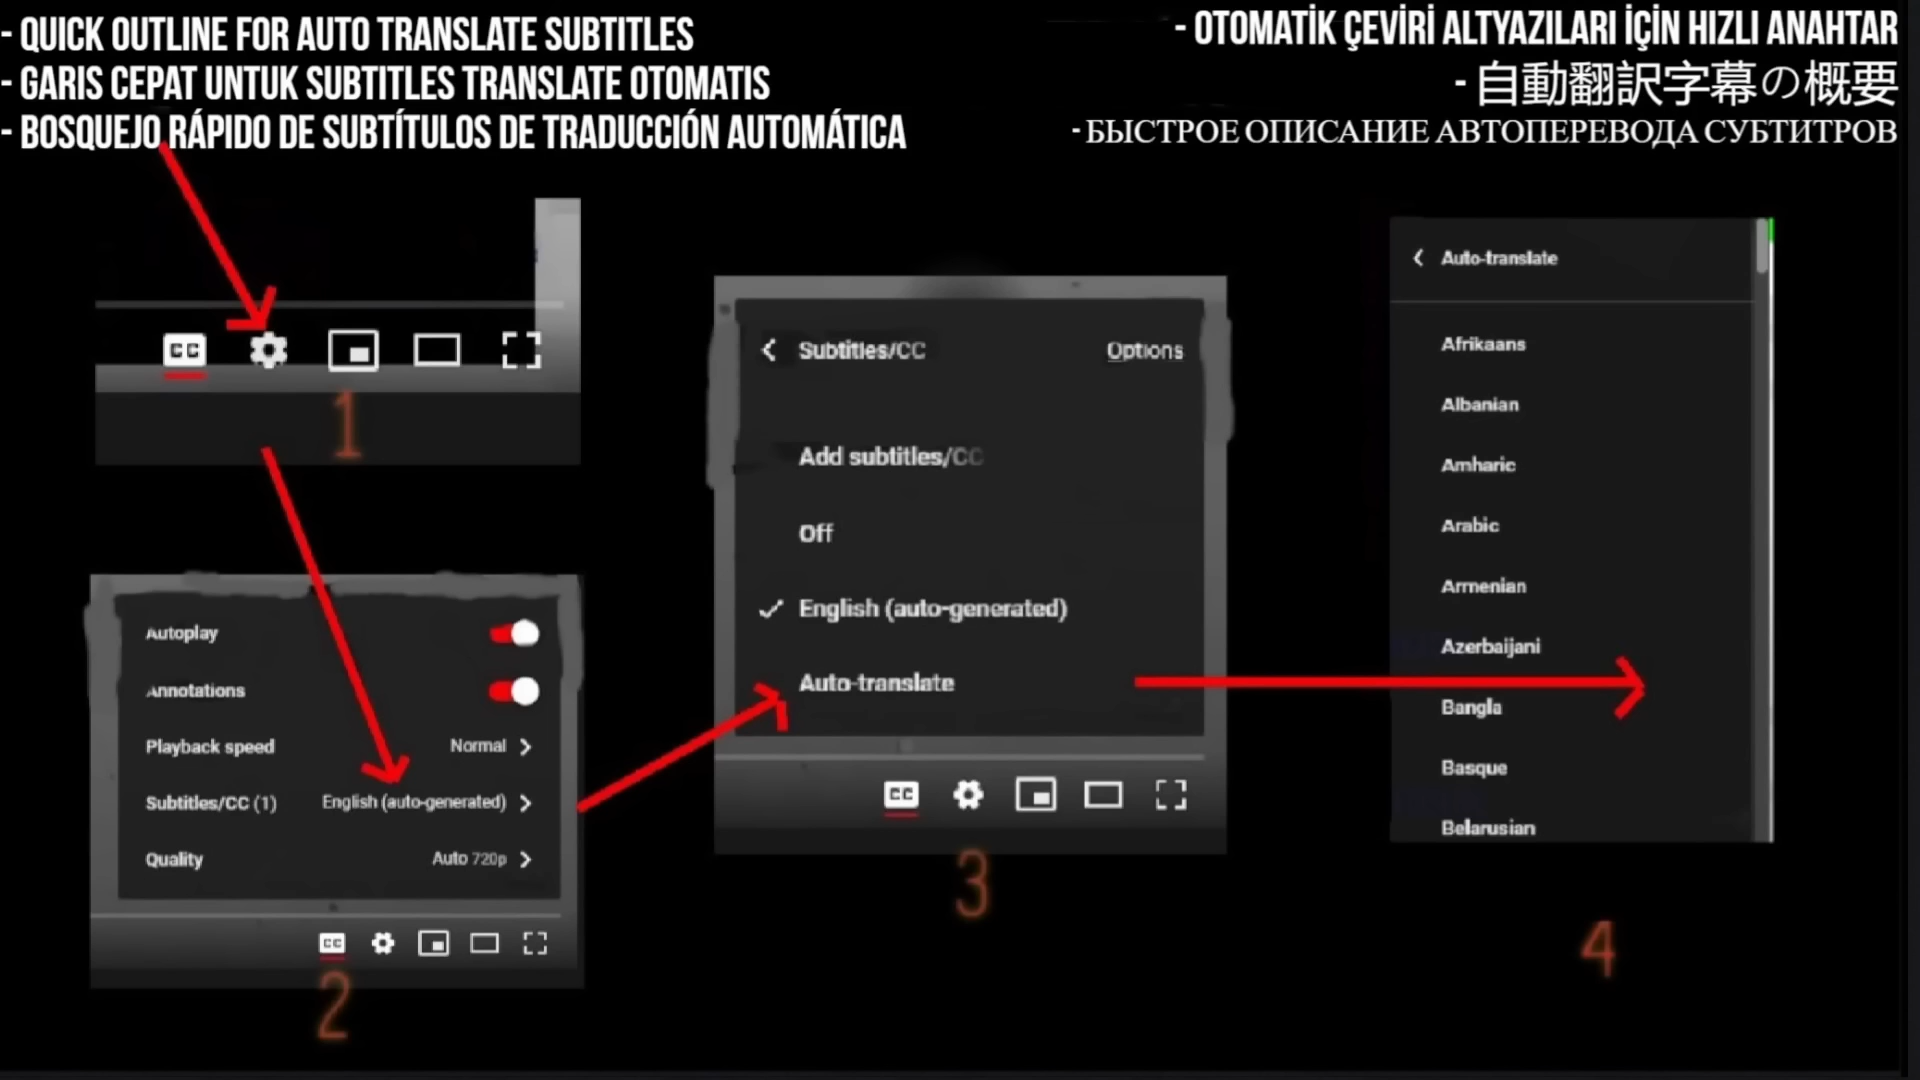 - QUICK OUTLINE FOR AUTO TRANSLATE SUBTITLES
- GARIS CEPAT UNTUK SUBTITLES TRANSLATE OTOMATIS
- BOSQUEJO RÁPIDO DE SUBTÍTULOS DE TRADUCCIÓN AUTOMÁTICA
- OTOMATİK ÇEVİRİ ALTYAZILARI İÇİN HIZLI ANAHTAR
- 自動翻訳字幕の概要
- БЫСТРОЕ ОПИСАНИЕ АВТОПЕРЕВОДА СУБТИТРОВ
CC
1
Autoplay
Annotations
Playback speed Normal
Subtitles/CC (1) English (auto-generated)
Quality Auto 720p
CC
2
Subtitles/CC Options
Add subtitles/CC
Off
English (auto-generated)
Auto-translate
CC
3
Auto-translate
Afrikaans
Albanian
Amharic
Arabic
Armenian
Azerbaijani
Bangla
Basque
Belarusian
4